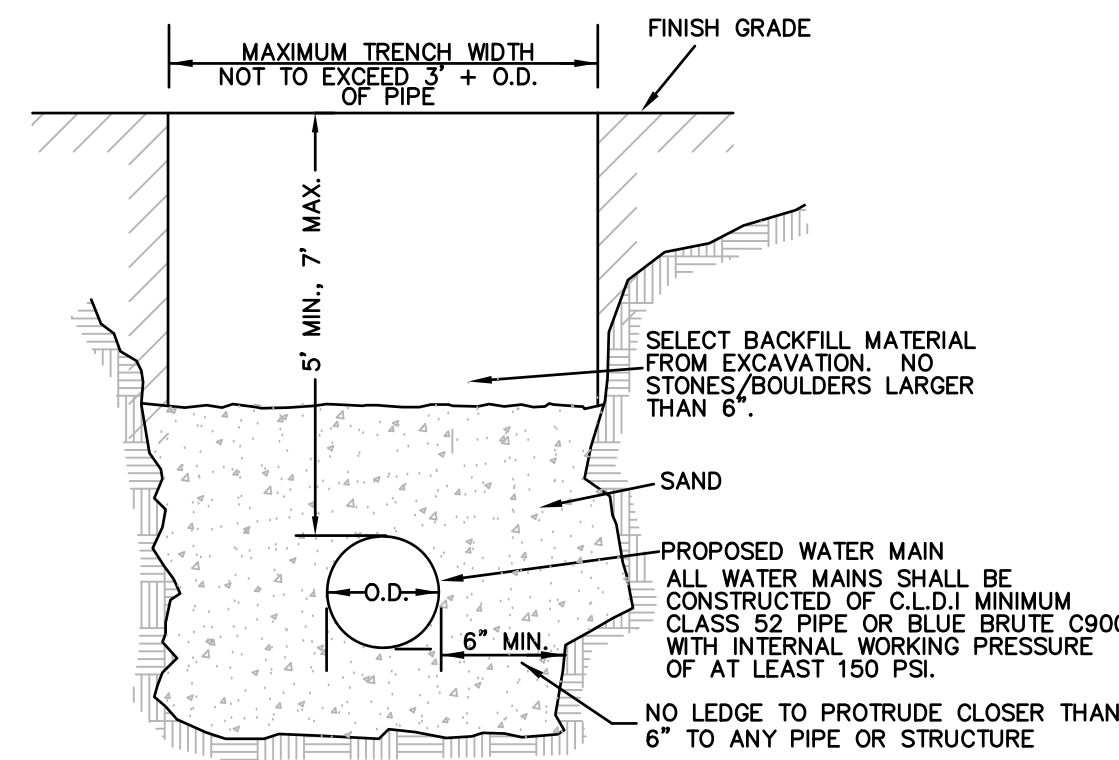 FINISH GRADE
MAXIMUM TRENCH WIDTH
NOT TO EXCEED 3' + O.D.
OF PIPE
5' MIN., 7' MAX.
SELECT BACKFILL MATERIAL
FROM EXCAVATION. NO
STONES/BOULDERS LARGER
THAN 6".
SAND
PROPOSED WATER MAIN
ALL WATER MAINS SHALL BE
CONSTRUCTED OF C.L.D.I MINIMUM
CLASS 52 PIPE OR BLUE BRUTE C900
WITH INTERNAL WORKING PRESSURE
OF AT LEAST 150 PSI.
O.D.
6" MIN.
NO LEDGE TO PROTRUDE CLOSER THAN
6" TO ANY PIPE OR STRUCTURE